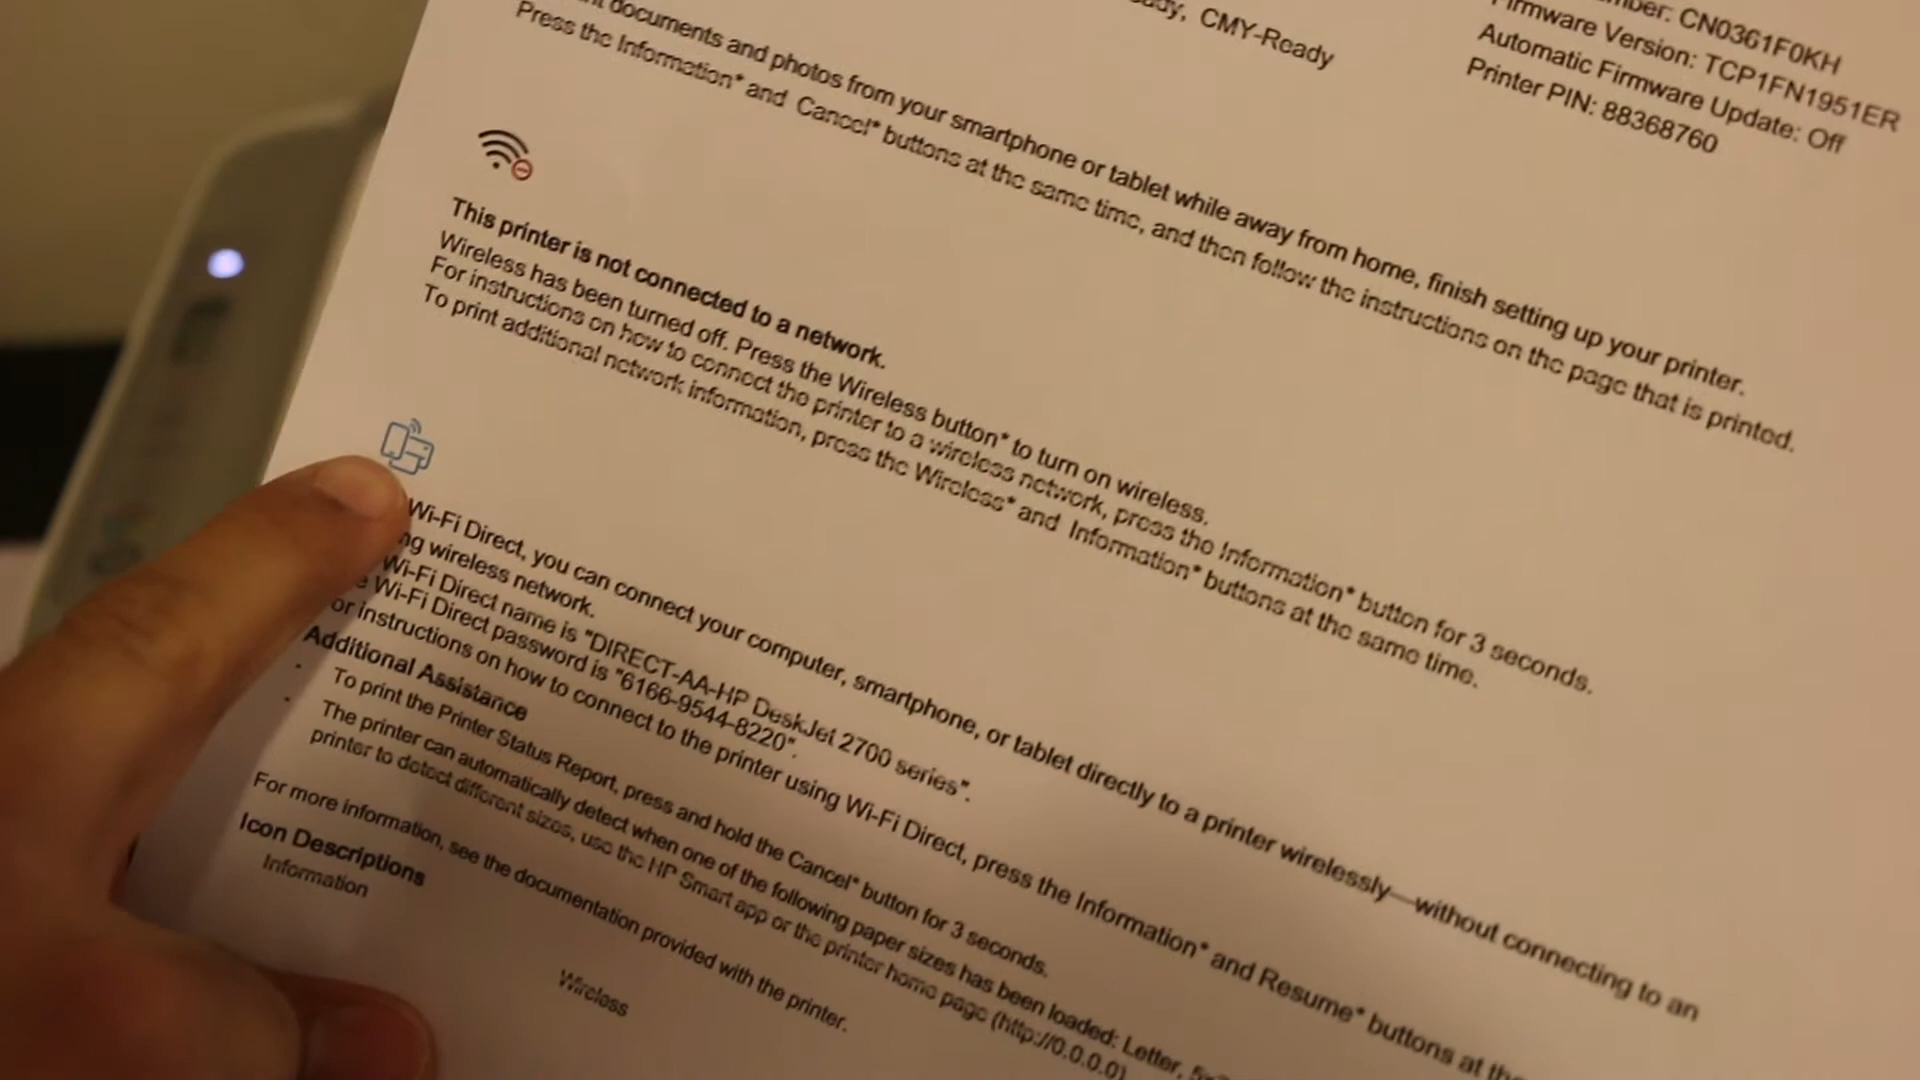 CMY-Ready
CN0361F0KH
Firmware Version: TCP1FN1951ER
Automatic Firmware Update: Off
Printer PIN: 88368760
documents and photos from your smartphone or tablet while away from home, finish setting up your printer.
Press the Information* and Cancel* buttons at the same time, and then follow the instructions on the page that is printed.
This printer is not connected to a network.
Wireless has been turned off. Press the Wireless button* to turn on wireless.
For instructions on how to connect the printer to a wireless network, press the Information* button for 3 seconds.
To print additional network information, press the Wireless* and Information* buttons at the same time.
Wi-Fi Direct, you can connect your computer, smartphone, or tablet directly to a printer wirelessly—without connecting to an
wireless network.
Wi-Fi Direct name is "DIRECT-AA-HP DeskJet 2700 series".
Wi-Fi Direct password is "6166-9544-8220".
instructions on how to connect to the printer using Wi-Fi Direct, press the Information* and Resume* buttons at
Additional Assistance
· To print the Printer Status Report, press and hold the Cancel* button for 3 seconds.
· The printer can automatically detect when one of the following paper sizes has been loaded: Letter,
printer to detect different sizes, use the HP Smart app or the printer home page (http://0.0.0.0)
For more information, see the documentation provided with the printer.
Icon Descriptions
Information
Wireless